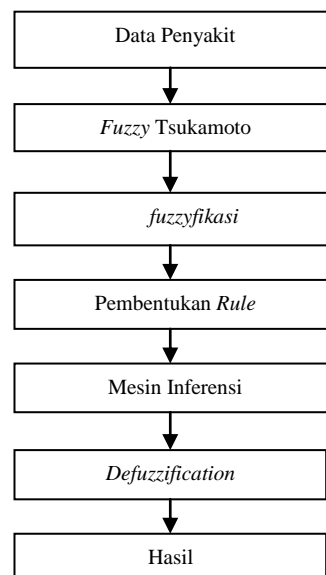 Data Penyakit
Fuzzy Tsukamoto
fuzzyfikasi
Pembentukan Rule
Mesin Inferensi
Defuzzification
Hasil